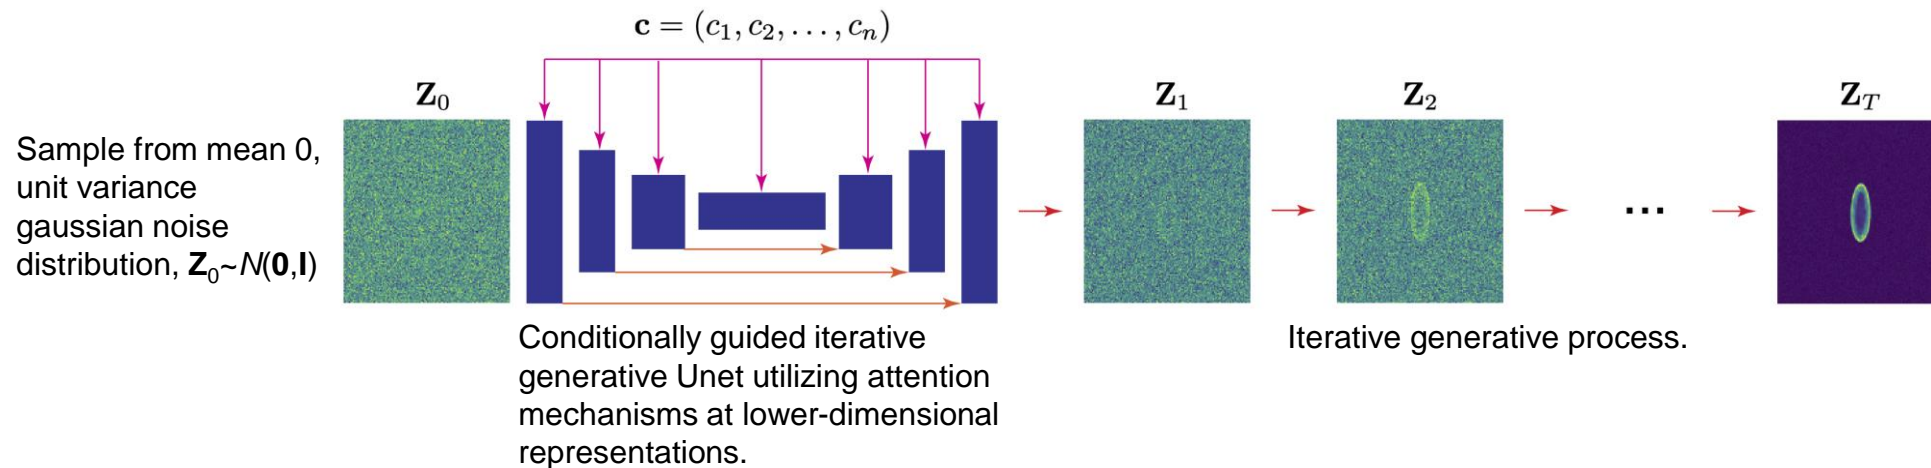 c = (c₁, c₂, . . . , cₙ)
Z₀
Z₁
Z₂
Z_T
Sample from mean 0,
unit variance
gaussian noise
distribution, Z₀~N(0,I)
...
Conditionally guided iterative
generative Unet utilizing attention
mechanisms at lower-dimensional
representations.
Iterative generative process.